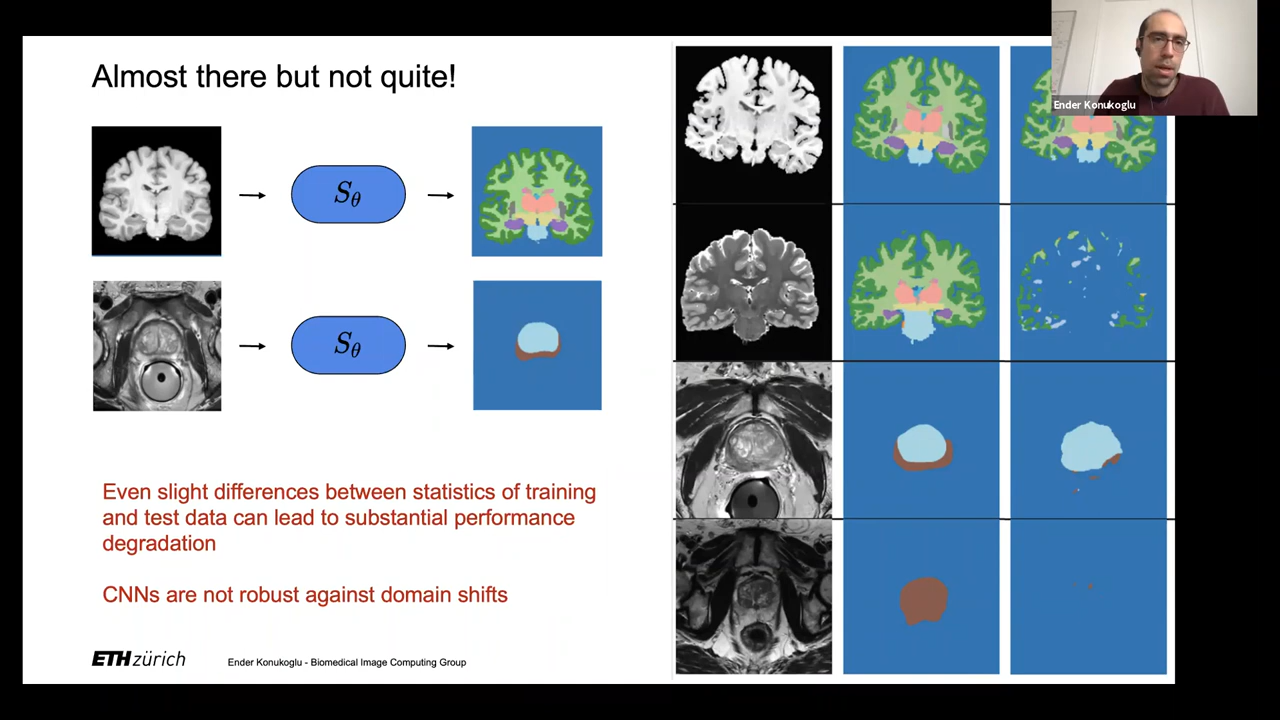 Almost there but not quite!
Ender Konukoglu
Sθ
Sθ
Even slight differences between statistics of training
and test data can lead to substantial performance
degradation
CNNs are not robust against domain shifts
ETH zürich
Ender Konukoglu - Biomedical Image Computing Group